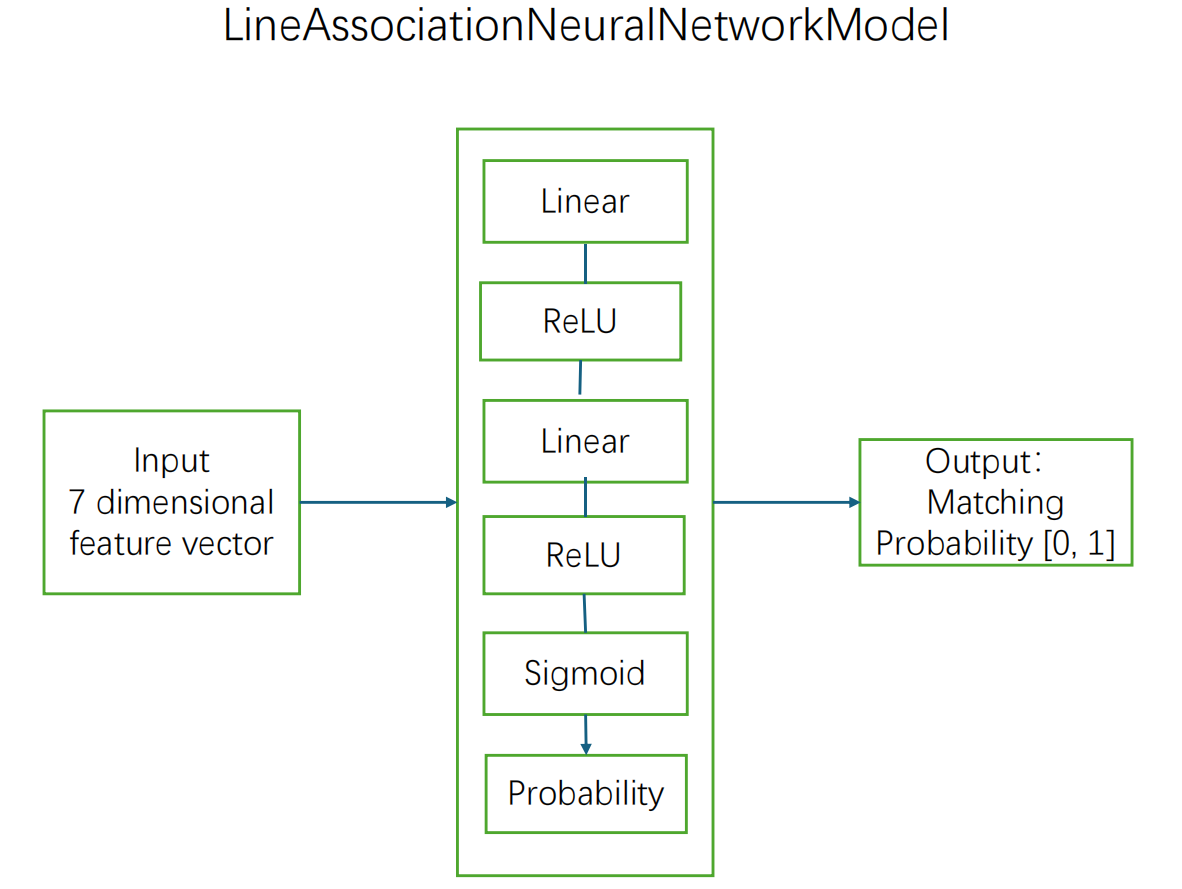 LineAssociationNeuralNetworkModel
Input
7 dimensional
feature vector
Linear
ReLU
Linear
ReLU
Sigmoid
Probability
Output：
Matching
Probability [0, 1]